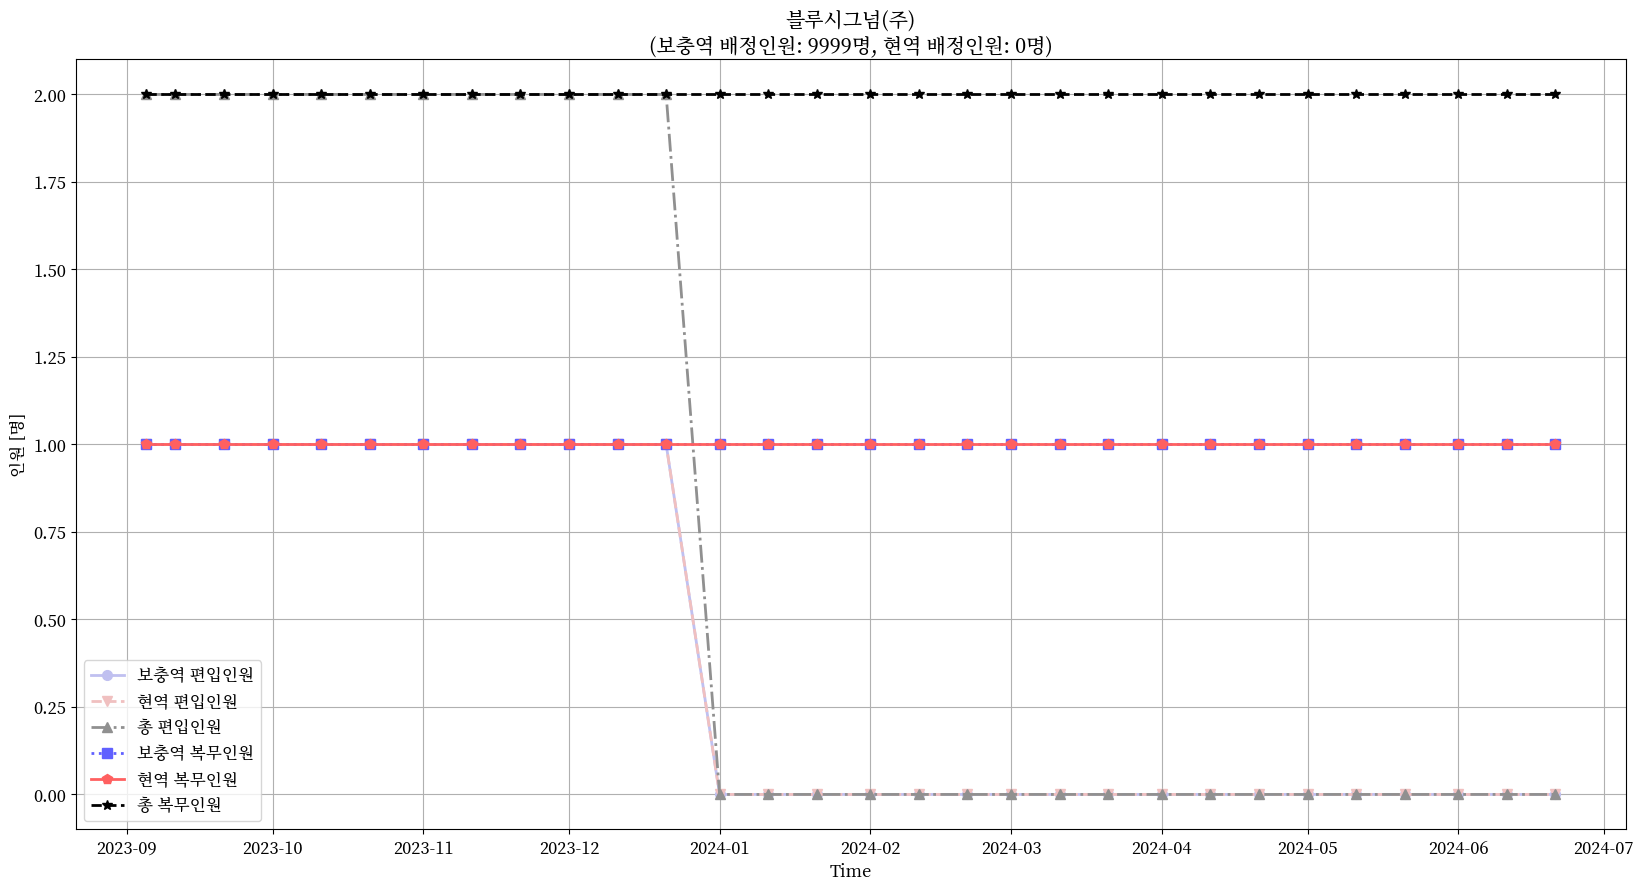 블루시그넘(주)
(보충역 배정인원: 9999명, 현역 배정인원: 0명)
2.00
1.75
1.50
1.25
1.00
0.75
0.50
0.25
0.00
인원 [명]
보충역 편입인원
현역 편입인원
총 편입인원
보충역 복무인원
현역 복무인원
총 복무인원
2023-09
2023-10
2023-11
2023-12
2024-01
2024-02
2024-03
2024-04
2024-05
2024-06
2024-07
Time